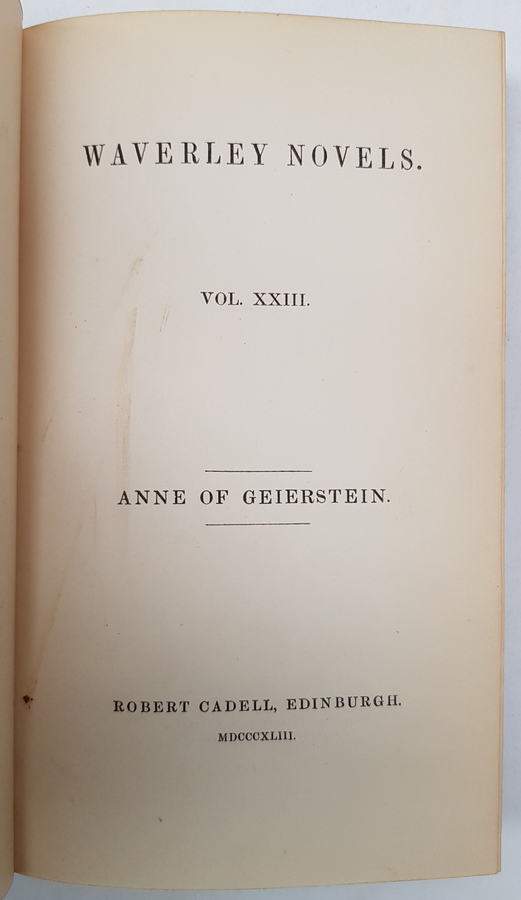 WAVERLEY NOVELS.
VOL. XXIII.
ANNE OF GEIERSTEIN.
ROBERT CADELL, EDINBURGH.
MDCCCXLIII.